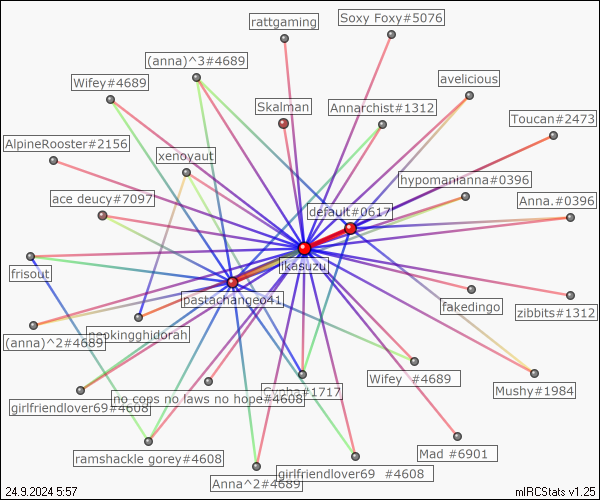 rattgaming
Soxy Foxy#5076
(anna)^3#4689
Wifey#4689
avelicious
Skalman
Annarchist#1312
Toucan#2473
AlpineRooster#2156
xenoyaut
hypomanianna#0396
ace deucy#7097
Anna.#0396
default#0617
frisout
ikasuzu
pastachangeo41
fakedingo
zibbits#1312
nookingghidorah
(anna)^2#4689
Wifey  #4689
Cypha#1717
Mushy#1984
no cops no laws no hope#4608
girlfriendlover69#4608
Mad #6901
ramshackle gorey#4608
girlfriendlover69  #4608
Anna^2#4689
24.9.2024 5:57
mIRCStats v1.25